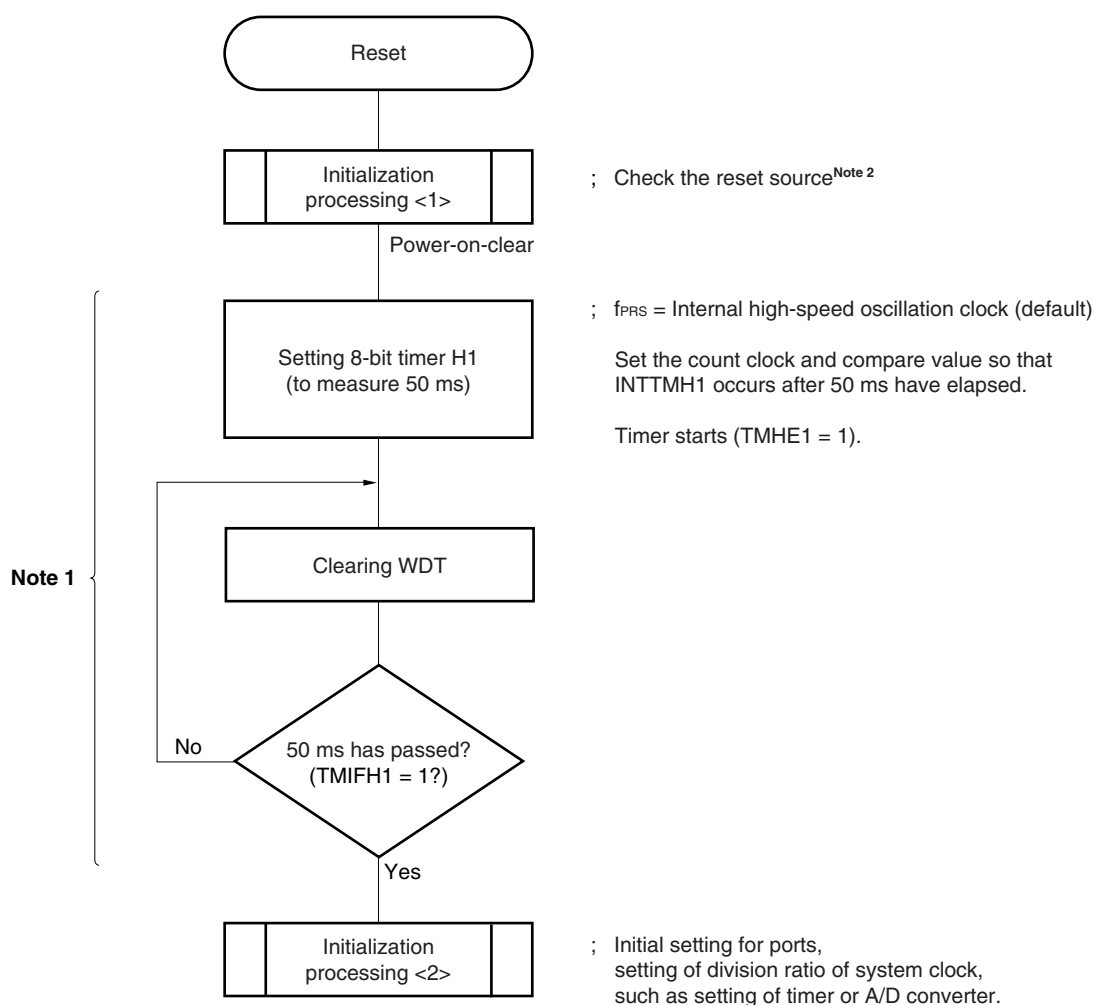 Reset
Initialization
processing <1>
; Check the reset sourceNote 2
Power-on-clear
Setting 8-bit timer H1
(to measure 50 ms)
; fPRS = Internal high-speed oscillation clock (default)
Set the count clock and compare value so that
INTTMH1 occurs after 50 ms have elapsed.
Timer starts (TMHE1 = 1).
Note 1
Clearing WDT
No
50 ms has passed?
(TMIFH1 = 1?)
Yes
Initialization
processing <2>
; Initial setting for ports,
setting of division ratio of system clock,
such as setting of timer or A/D converter.